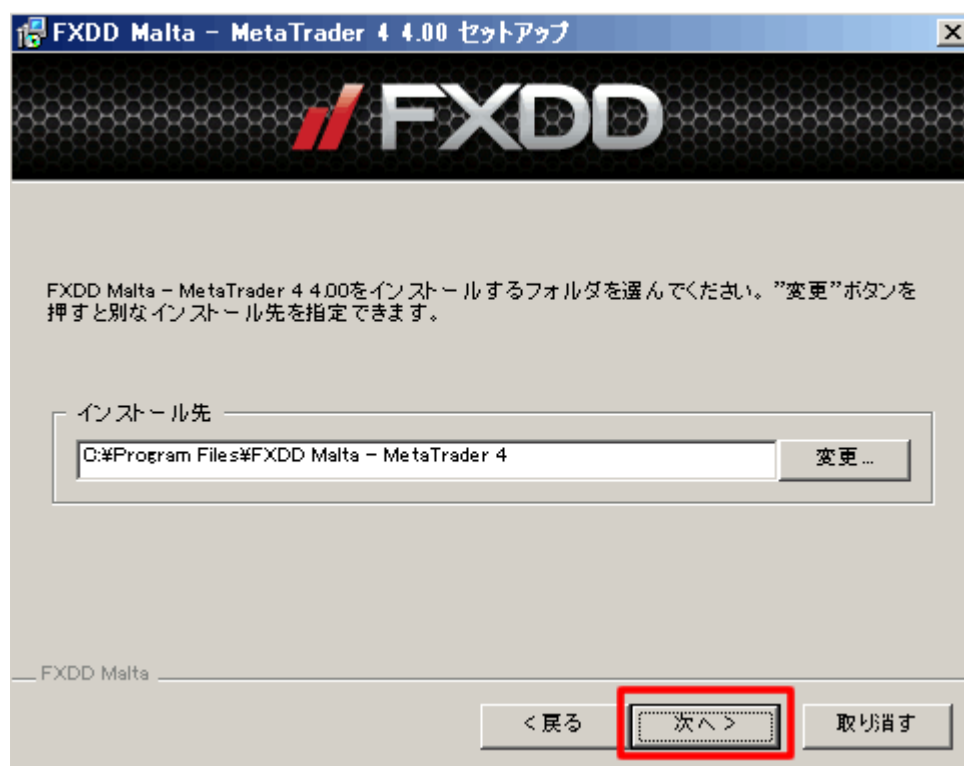 FXDD Malta - MetaTrader 4 4.00 セットアップ
FXDD
FXDD Malta - MetaTrader 4 4.00をインストールするフォルダを選んでください。"変更"ボタンを
押すと別なインストール先を指定できます。
インストール先
C:¥Program Files¥FXDD Malta - MetaTrader 4
変更...
FXDD Malta
<戻る
次へ>
取り消す